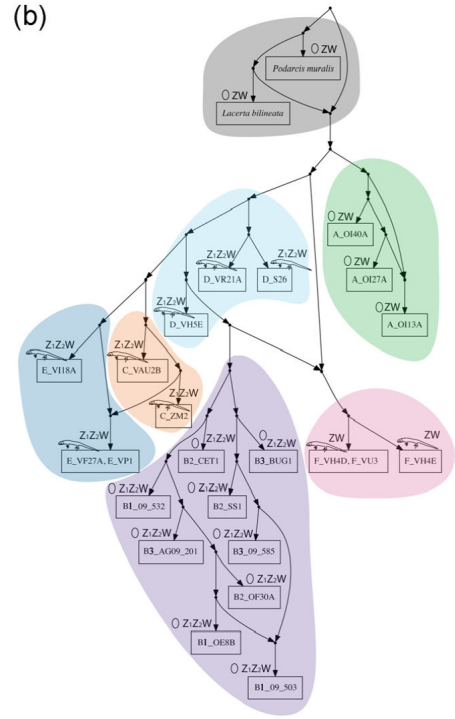 (b)
ZW
Podarcis muralis
ZW
Lacerta bilineata
ZW
A_OI40A
Z₁Z₂W
Z₁Z₂W
D_VR21A
D_S26
ZW
A_OI27A
Z₁Z₂W
D_VH5E
ZW
A_OI13A
Z₁Z₂W
E_VI18A
Z₁Z₂W
C_VAU2B
Z₁Z₂W
C_ZM2
Z₁Z₂W
E_VF27A, E_VP1
Z₁Z₂W
B2_CET1
Z₁Z₂W
B3_BUG1
ZW
F_VH4D, F_VU3
ZW
F_VH4E
Z₁Z₂W
B1_09_532
Z₁Z₂W
B2_SS1
Z₁Z₂W
B3_AG09_201
Z₁Z₂W
B3_09_585
Z₁Z₂W
B2_OF30A
Z₁Z₂W
B1_OE8B
Z₁Z₂W
B1_09_503